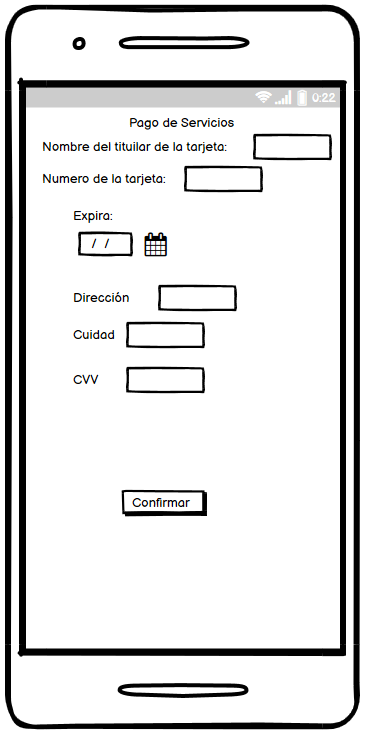 0:22
Pago de Servicios
Nombre del tituilar de la tarjeta:
Numero de la tarjeta:
Expira:
/ /
Dirección
Cuidad
CVV
Confirmar